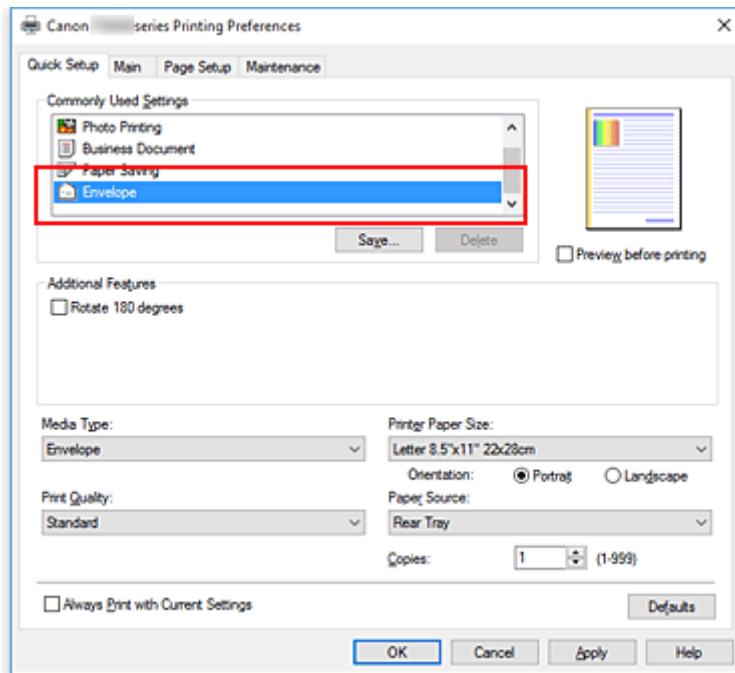 Canon series Printing Preferences
Quick Setup Main Page Setup Maintenance
Commonly Used Settings
Photo Printing
Business Document
Paper Saving
Envelope
Save... Delete
Preview before printing
Additional Features
Rotate 180 degrees
Media Type:
Envelope
Printer Paper Size:
Letter 8.5"x11" 22x28cm
Orientation: Portrait Landscape
Print Quality:
Standard
Paper Source:
Rear Tray
Copies: 1 (1-999)
Always Print with Current Settings
Defaults
OK Cancel Apply Help